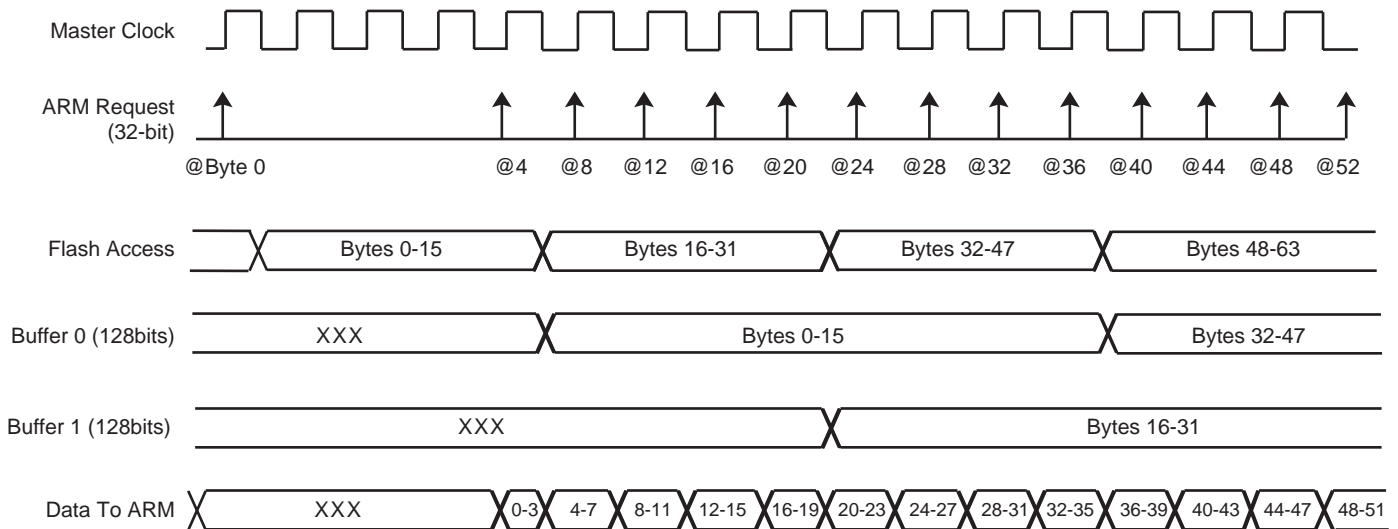 Master Clock
ARM Request
(32-bit)
@Byte 0 @4 @8 @12 @16 @20 @24 @28 @32 @36 @40 @44 @48 @52
Flash Access Bytes 0-15 Bytes 16-31 Bytes 32-47 Bytes 48-63
Buffer 0 (128bits) XXX Bytes 0-15 Bytes 32-47
Buffer 1 (128bits) XXX Bytes 16-31
Data To ARM XXX 0-3 4-7 8-11 12-15 16-19 20-23 24-27 28-31 32-35 36-39 40-43 44-47 48-51